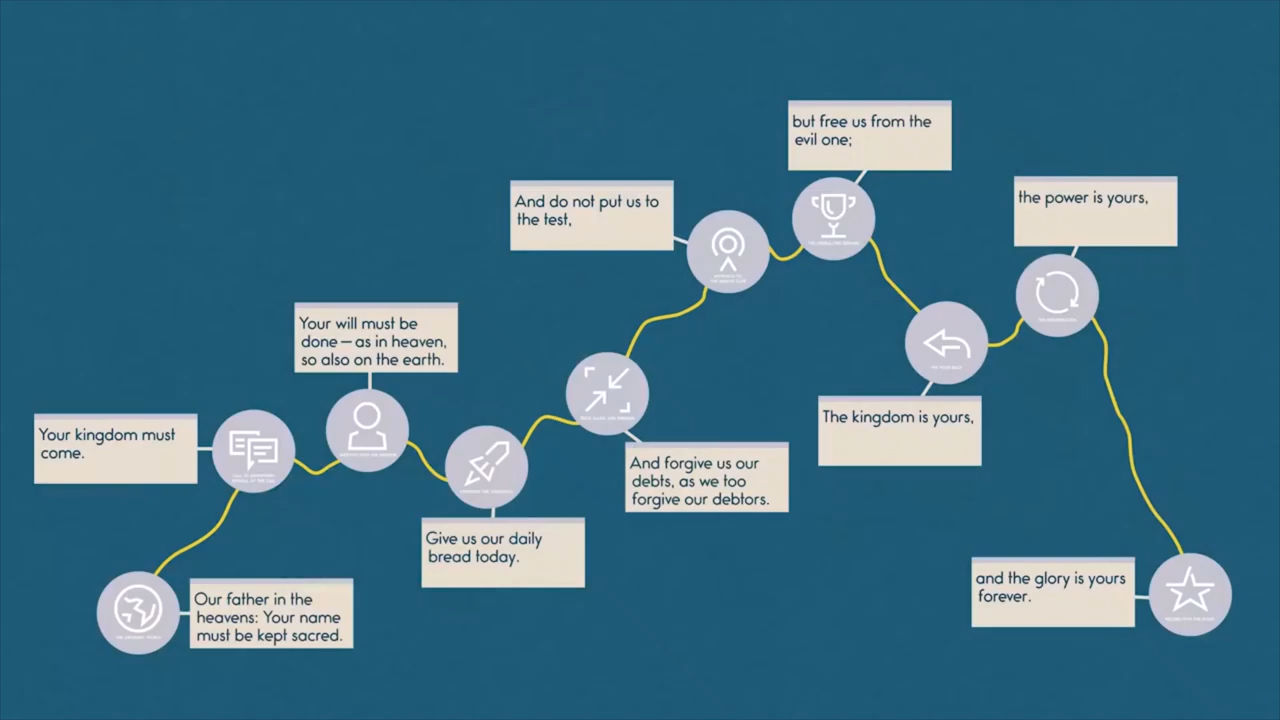 Our father in the
heavens: Your name
must be kept sacred.
Your kingdom must
come.
Your will must be
done — as in heaven,
so also on the earth.
Give us our daily
bread today.
And forgive us our
debts, as we too
forgive our debtors.
And do not put us to
the test,
but free us from the
evil one;
The kingdom is yours,
the power is yours,
and the glory is yours
forever.